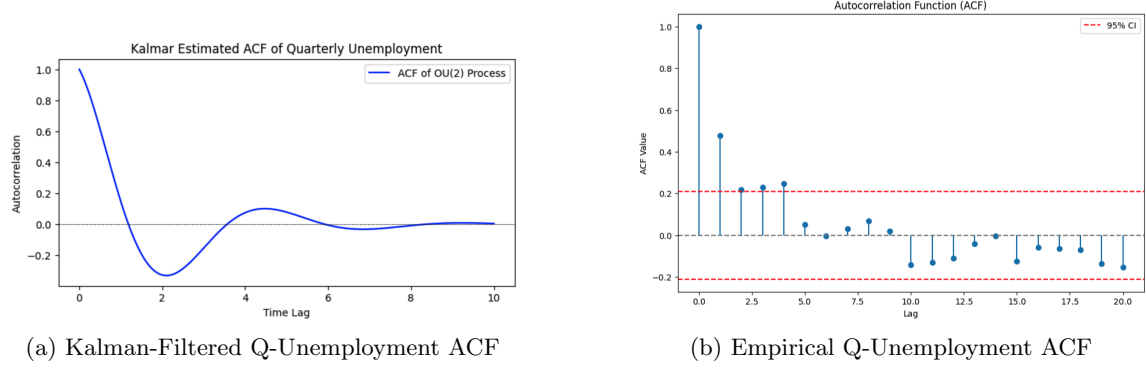 Kalmar Estimated ACF of Quarterly Unemployment
ACF of OU(2) Process
Autocorrelation
1.0
0.8
0.6
0.4
0.2
0.0
−0.2
0 2 4 6 8 10
Time Lag
(a) Kalman-Filtered Q-Unemployment ACF
Autocorrelation Function (ACF)
95% CI
ACF Value
1.0
0.8
0.6
0.4
0.2
0.0
−0.2
0.0 2.5 5.0 7.5 10.0 12.5 15.0 17.5 20.0
Lag
(b) Empirical Q-Unemployment ACF